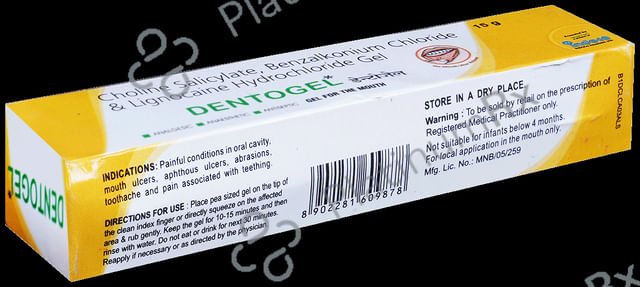 Choline Salicylate, Benzalkonium Chloride
& Lignocaine Hydrochloride Gel
DENTOGEL* डेन्टोजेल
ANALGESIC ANAESTHETIC ANTISEPTIC GEL FOR THE MOUTH
15 g
indoco
DENTOGEL*
INDICATIONS: Painful conditions in oral cavity,
mouth ulcers, aphthous ulcers, abrasions,
toothache and pain associated with teething.
DIRECTIONS FOR USE : Place pea sized gel on the tip of
the clean index finger or directly squeeze on the affected
area & rub gently. Keep the gel for 10-15 minutes and then
rinse with water. Do not eat or drink for next 30 minutes.
Reapply if necessary or as directed by the physician.
8 902281 609878
STORE IN A DRY PLACE
Warning : To be sold by retail on the prescription of
Registered Medical Practitioner only.
Not suitable for infants below 4 months.
For local application in the mouth only.
Mfg. Lic. No.: MNB/05/259